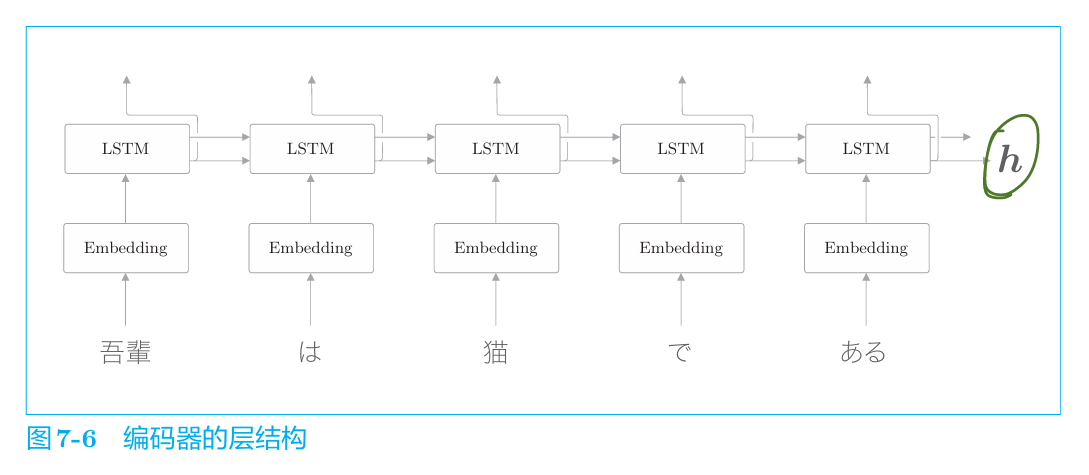 LSTM LSTM LSTM LSTM LSTM h
Embedding Embedding Embedding Embedding Embedding
吾輩 は 猫 で ある
图 7-6 编码器的层结构